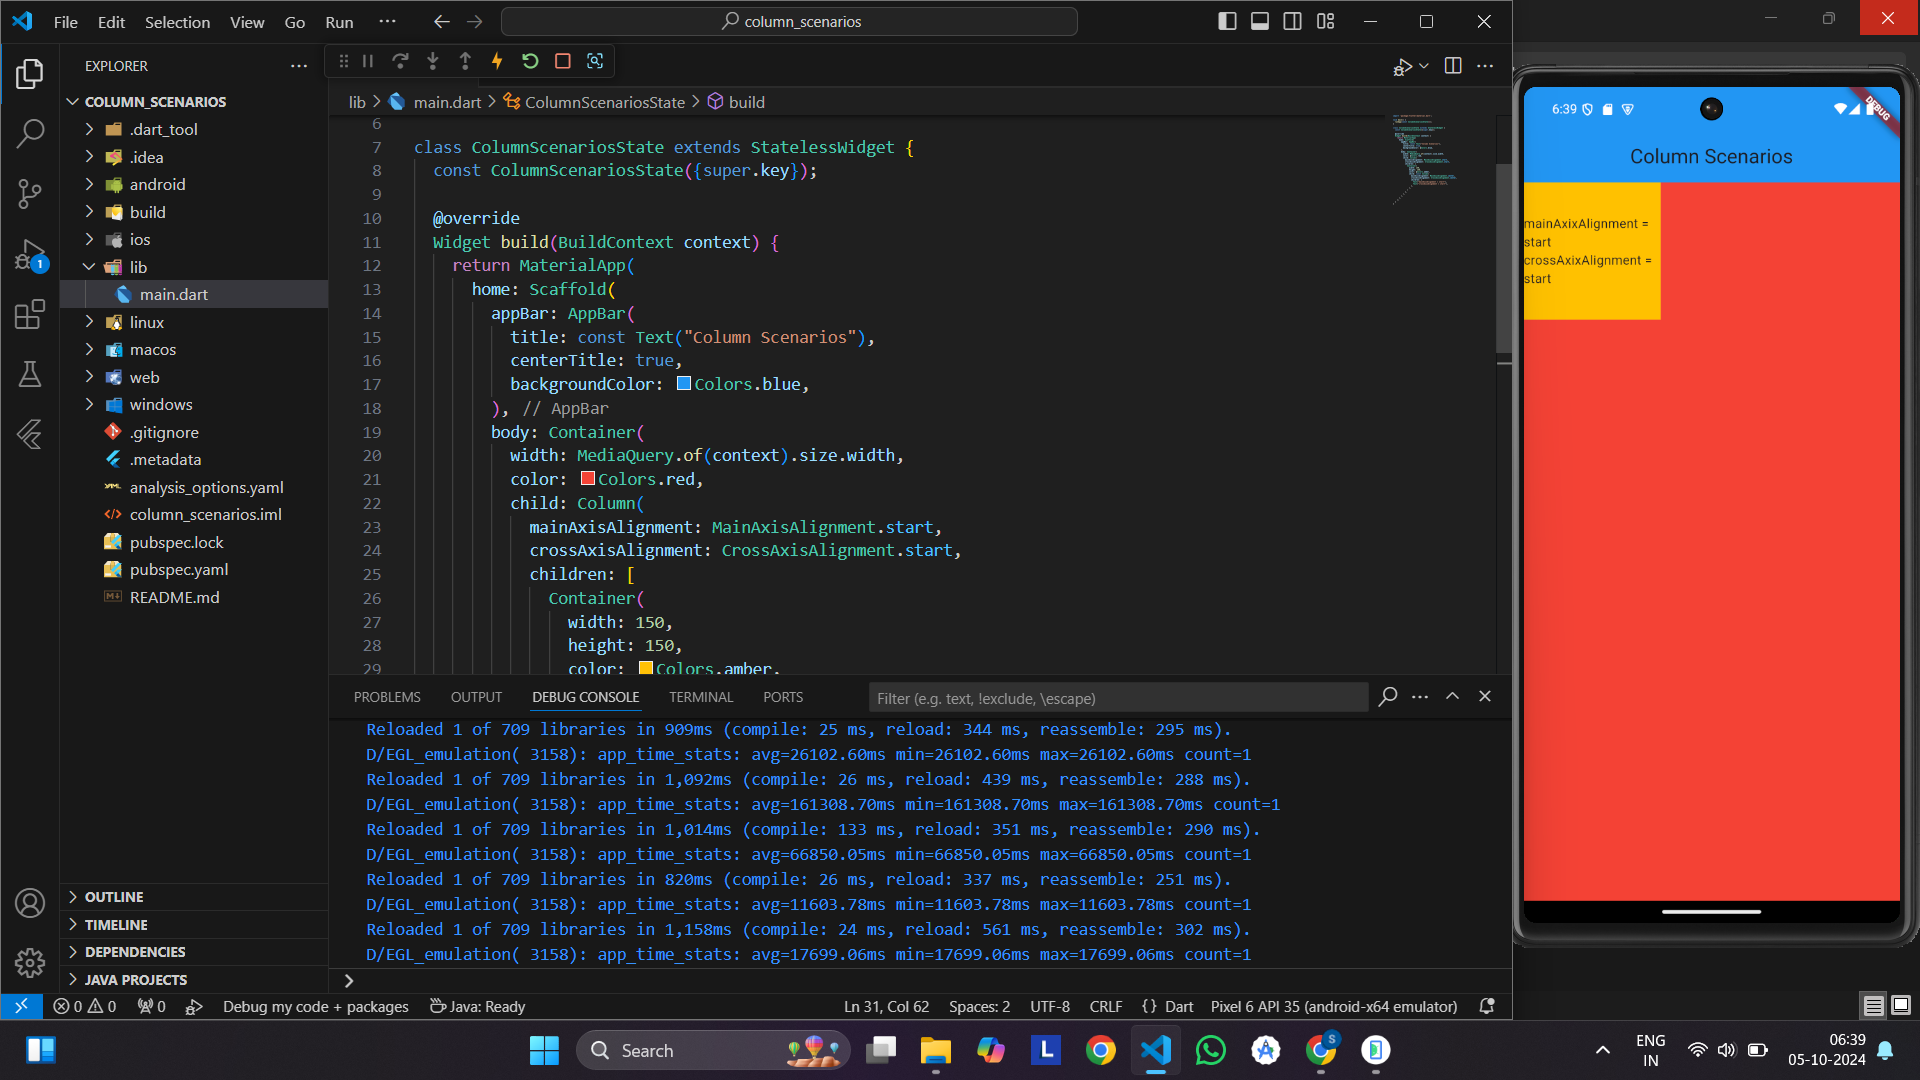 File Edit Selection View Go Run ···
column_scenarios
EXPLORER
COLUMN_SCENARIOS
.dart_tool
.idea
android
build
ios
lib
main.dart
linux
macos
web
windows
.gitignore
.metadata
analysis_options.yaml
column_scenarios.iml
pubspec.lock
pubspec.yaml
README.md
OUTLINE
TIMELINE
DEPENDENCIES
JAVA PROJECTS
1
lib > main.dart > ColumnScenariosState > build
6
7 class ColumnScenariosState extends StatelessWidget {
8 const ColumnScenariosState({super.key});
9
10 @override
11 Widget build(BuildContext context) {
12 return MaterialApp(
13 home: Scaffold(
14 appBar: AppBar(
15 title: const Text("Column Scenarios"),
16 centerTitle: true,
17 backgroundColor: Colors.blue,
18 ), // AppBar
19 body: Container(
20 width: MediaQuery.of(context).size.width,
21 color: Colors.red,
22 child: Column(
23 mainAxisAlignment: MainAxisAlignment.start,
24 crossAxisAlignment: CrossAxisAlignment.start,
25 children: [
26 Container(
27 width: 150,
28 height: 150,
29 color: Colors.amber,
PROBLEMS OUTPUT DEBUG CONSOLE TERMINAL PORTS
Filter (e.g. text, !exclude, \escape)
Reloaded 1 of 709 libraries in 909ms (compile: 25 ms, reload: 344 ms, reassemble: 295 ms).
D/EGL_emulation( 3158): app_time_stats: avg=26102.60ms min=26102.60ms max=26102.60ms count=1
Reloaded 1 of 709 libraries in 1,092ms (compile: 26 ms, reload: 439 ms, reassemble: 288 ms).
D/EGL_emulation( 3158): app_time_stats: avg=161308.70ms min=161308.70ms max=161308.70ms count=1
Reloaded 1 of 709 libraries in 1,014ms (compile: 133 ms, reload: 351 ms, reassemble: 290 ms).
D/EGL_emulation( 3158): app_time_stats: avg=66850.05ms min=66850.05ms max=66850.05ms count=1
Reloaded 1 of 709 libraries in 820ms (compile: 26 ms, reload: 337 ms, reassemble: 251 ms).
D/EGL_emulation( 3158): app_time_stats: avg=11603.78ms min=11603.78ms max=11603.78ms count=1
Reloaded 1 of 709 libraries in 1,158ms (compile: 24 ms, reload: 561 ms, reassemble: 302 ms).
D/EGL_emulation( 3158): app_time_stats: avg=17699.06ms min=17699.06ms max=17699.06ms count=1
0 0 0 Debug my code + packages Java: Ready Ln 31, Col 62 Spaces: 2 UTF-8 CRLF {} Dart Pixel 6 API 35 (android-x64 emulator)
6:39
DEBUG
Column Scenarios
mainAxixAlignment =
start
crossAxixAlignment =
start
Search
L
S
ENG
IN
06:39
05-10-2024